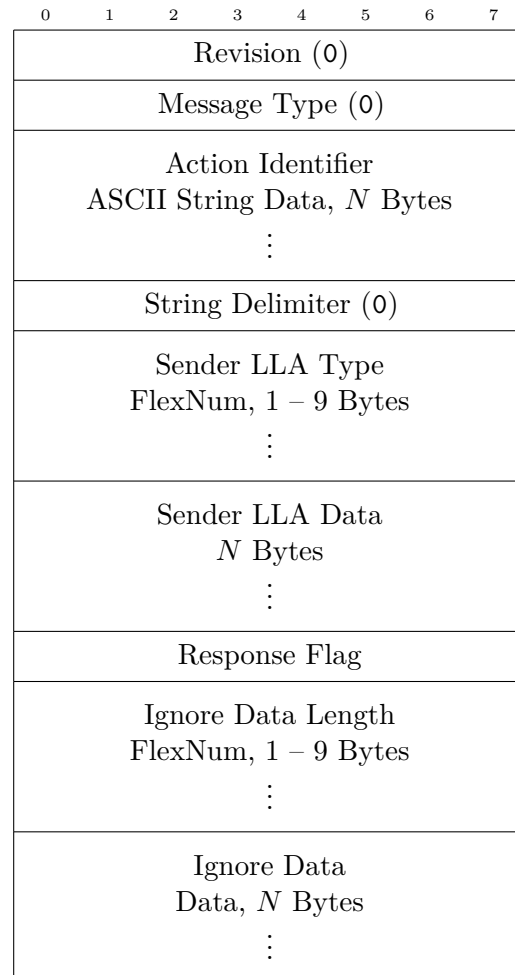 0 1 2 3 4 5 6 7
Revision (0)
Message Type (0)
Action Identifier
ASCII String Data, N Bytes
⋮
String Delimiter (0)
Sender LLA Type
FlexNum, 1 – 9 Bytes
⋮
Sender LLA Data
N Bytes
⋮
Response Flag
Ignore Data Length
FlexNum, 1 – 9 Bytes
⋮
Ignore Data
Data, N Bytes
⋮